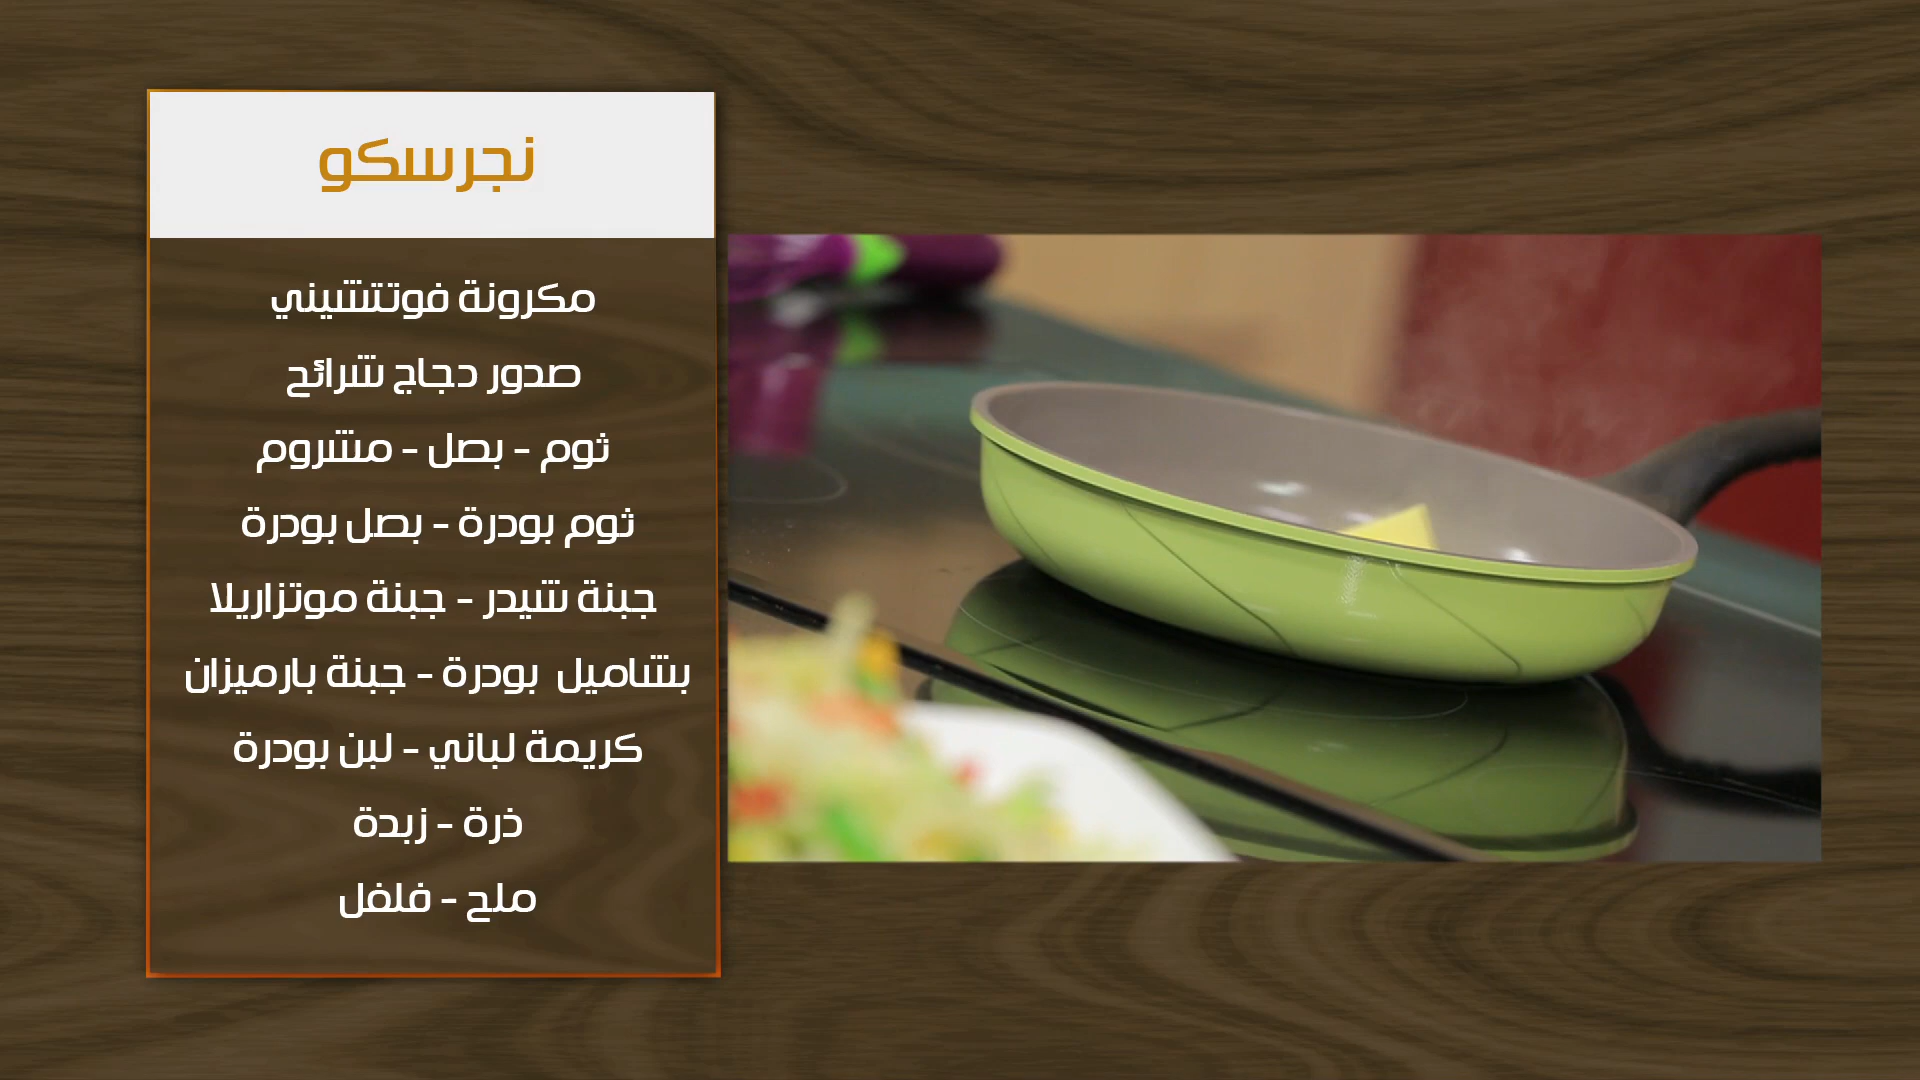 نجرسكو
مكرونة فوتتشيني
صدور دجاج شرائح
ثوم - بصل - مشروم
ثوم بودرة - بصل بودرة
جبنة شيدر - جبنة موتزاريلا
بشاميل بودرة - جبنة بارميزان
كريمة لباني - لبن بودرة
ذرة - زبدة
ملح - فلفل